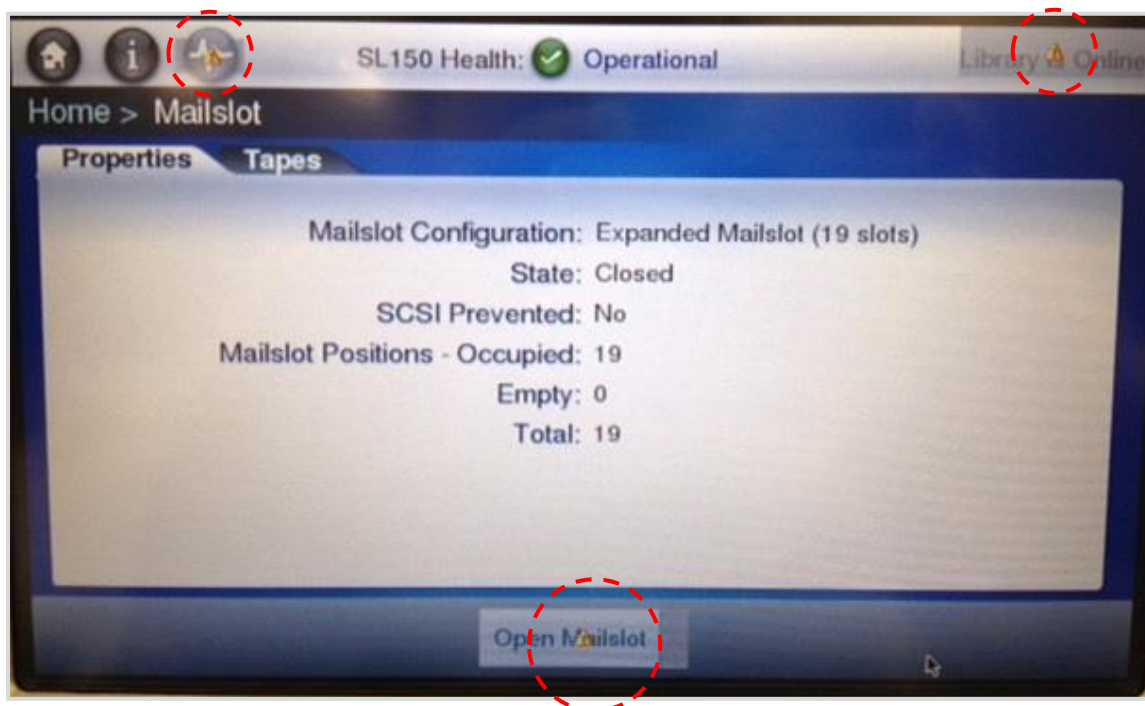 SL150 Health: Operational
Library is Online
Home > Mailslot
Properties Tapes
Mailslot Configuration: Expanded Mailslot (19 slots)
State: Closed
SCSI Prevented: No
Mailslot Positions - Occupied: 19
Empty: 0
Total: 19
Open Mailslot